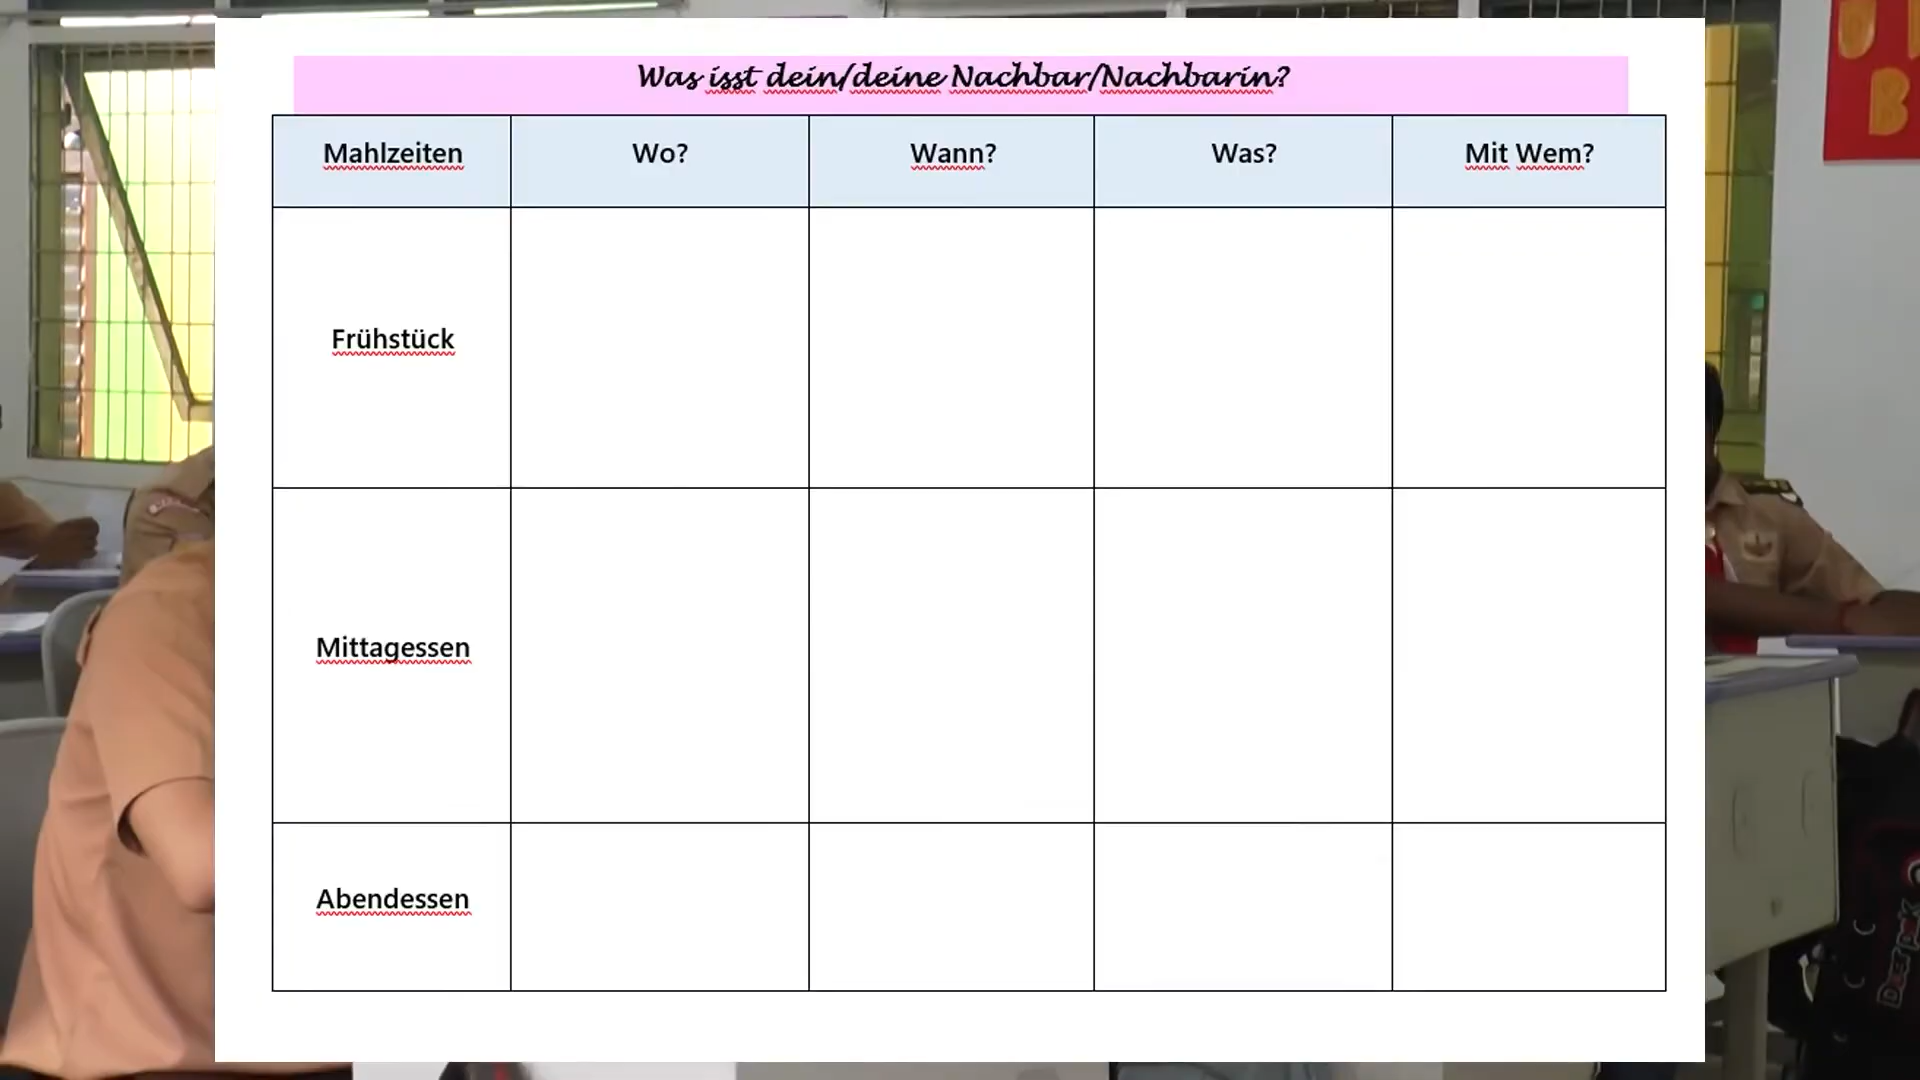 Was isst dein/deine Nachbar/Nachbarin?
Mahlzeiten Wo? Wann? Was? Mit Wem?
Frühstück
Mittagessen
Abendessen